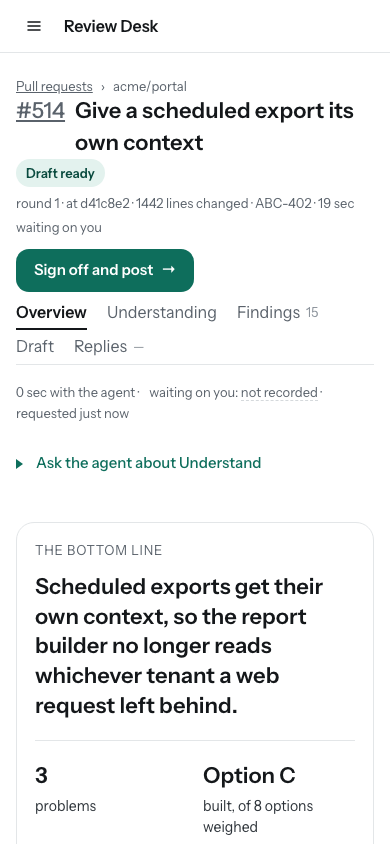 Review Desk
Pull requests › acme/portal
#514 Give a scheduled export its
own context
Draft ready
round 1 · at d41c8e2 · 1442 lines changed · ABC-402 · 19 sec
waiting on you
Sign off and post →
Overview Understanding Findings 15
Draft Replies —
0 sec with the agent · waiting on you: not recorded ·
requested just now
Ask the agent about Understand
THE BOTTOM LINE
Scheduled exports get their
own context, so the report
builder no longer reads
whichever tenant a web
request left behind.
3 Option C
problems built, of 8 options
weighed